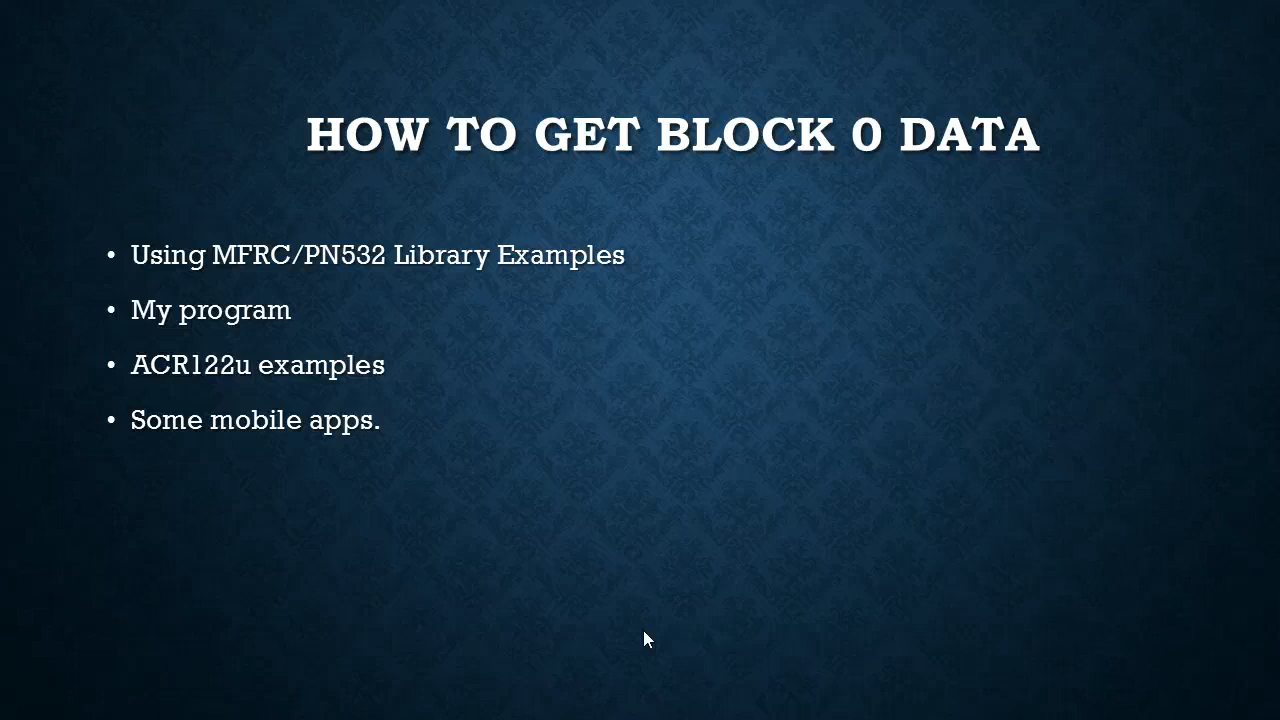 HOW TO GET BLOCK 0 DATA
• Using MFRC/PN532 Library Examples
• My program
• ACR122u examples
• Some mobile apps.